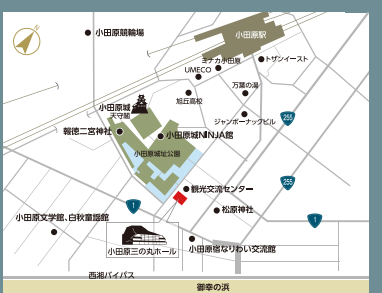 N
小田原競輪場
小田原駅
ミナカ小田原
トザンイースト
UMECO
万葉の湯
旭丘高校
小田原城
天守閣
ジャンボーナックビル
255
報徳二宮神社
小田原城NINJA館
小田原城址公園
255
観光交流センター
1
松原神社
1
小田原文学館、白秋童謡館
小田原三の丸ホール
小田原宿なりわい交流館
西湘バイパス
御幸の浜